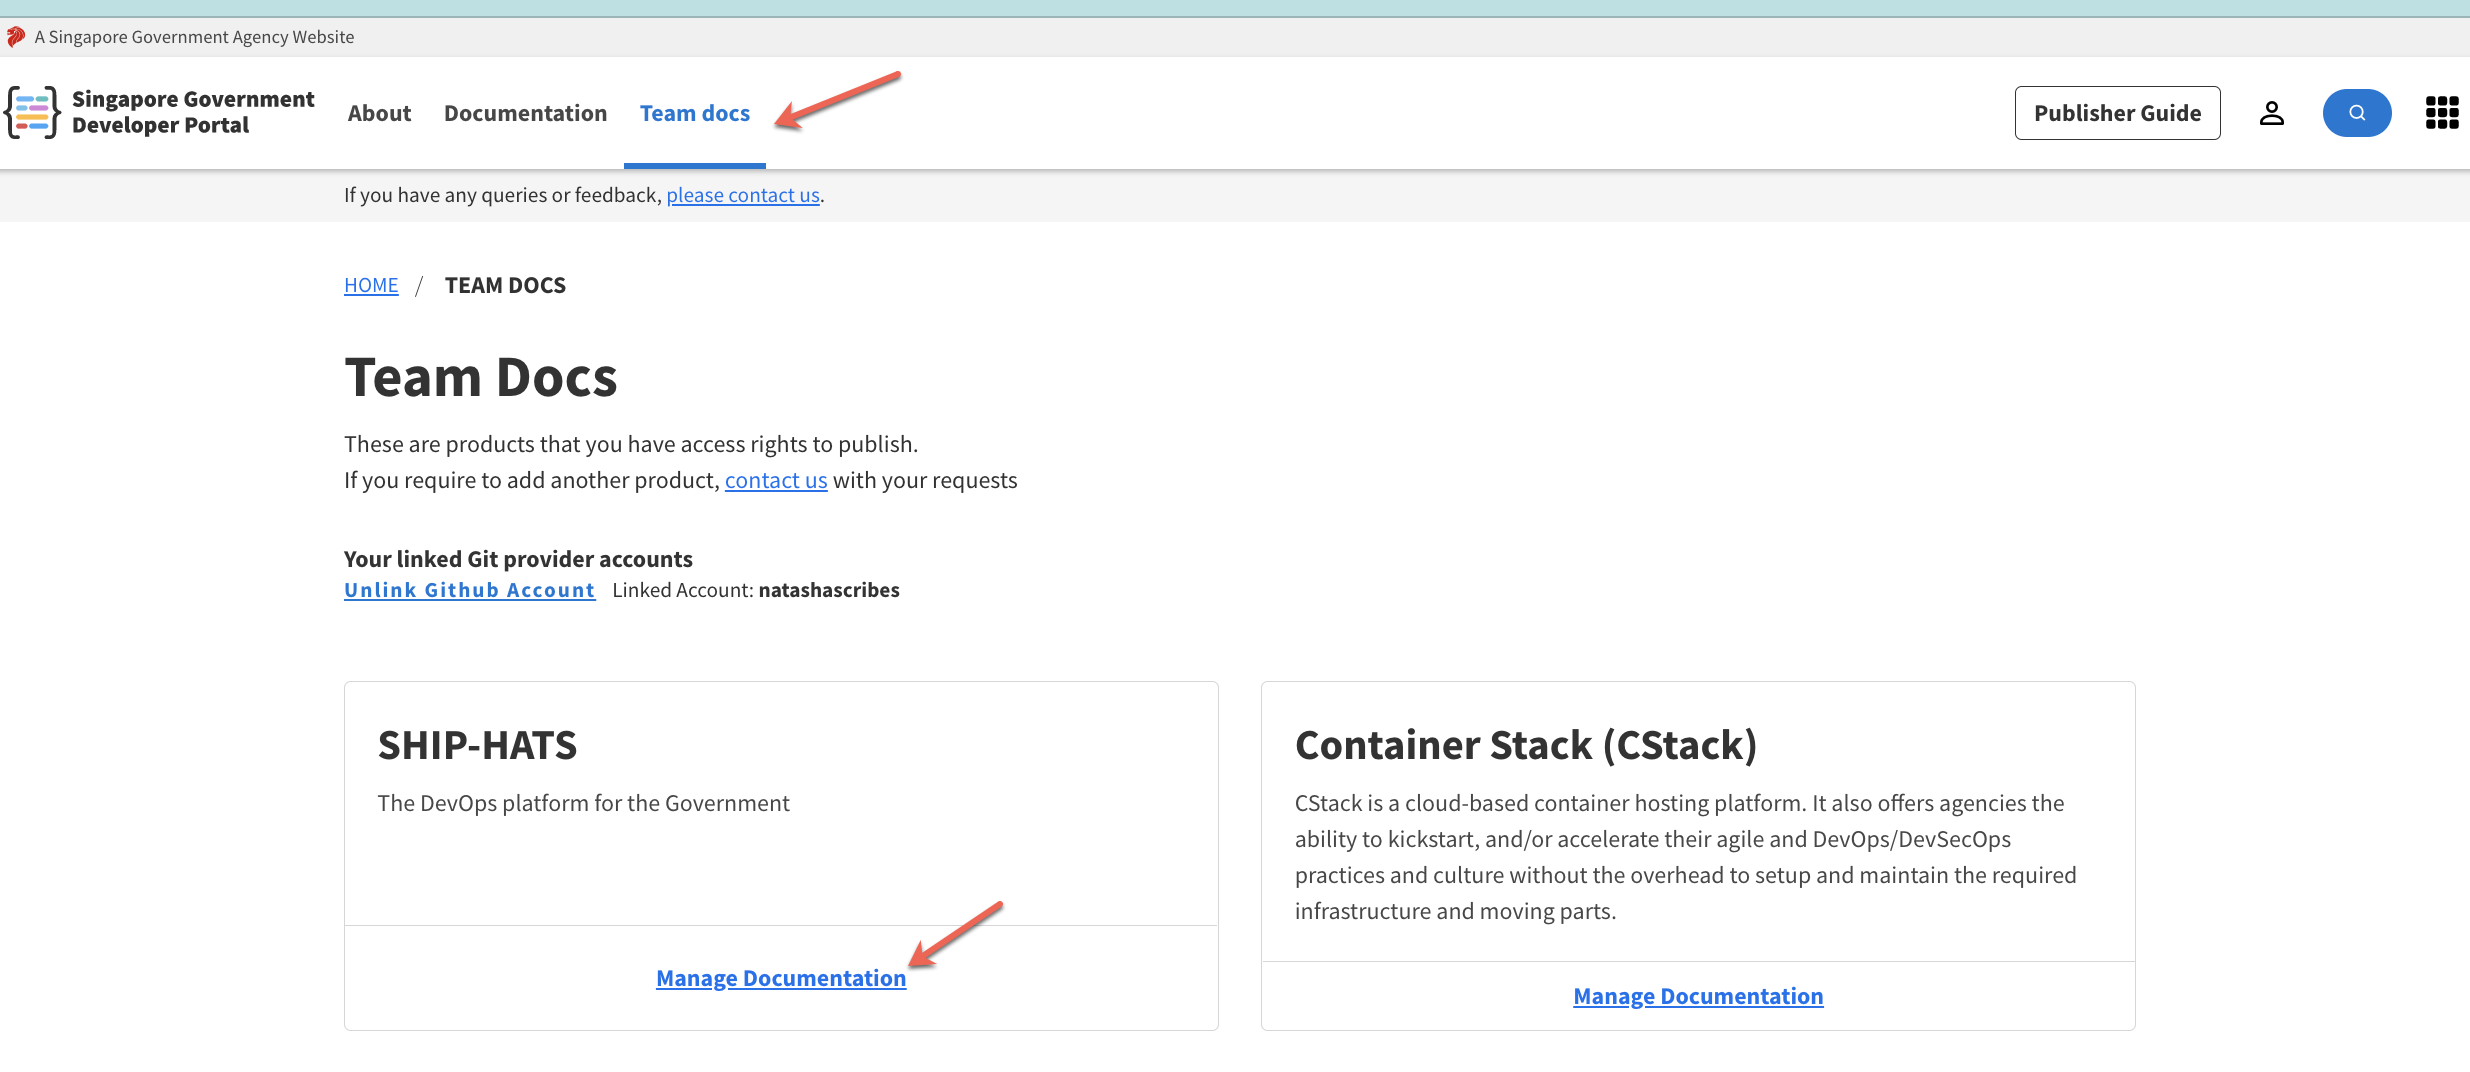 A Singapore Government Agency Website
Singapore Government
Developer Portal
About
Documentation
Team docs
Publisher Guide
If you have any queries or feedback, please contact us.
HOME / TEAM DOCS
Team Docs
These are products that you have access rights to publish.
If you require to add another product, contact us with your requests
Your linked Git provider accounts
Unlink Github Account Linked Account: natashascribes
SHIP-HATS
The DevOps platform for the Government
Manage Documentation
Container Stack (CStack)
CStack is a cloud-based container hosting platform. It also offers agencies the
ability to kickstart, and/or accelerate their agile and DevOps/DevSecOps
practices and culture without the overhead to setup and maintain the required
infrastructure and moving parts.
Manage Documentation